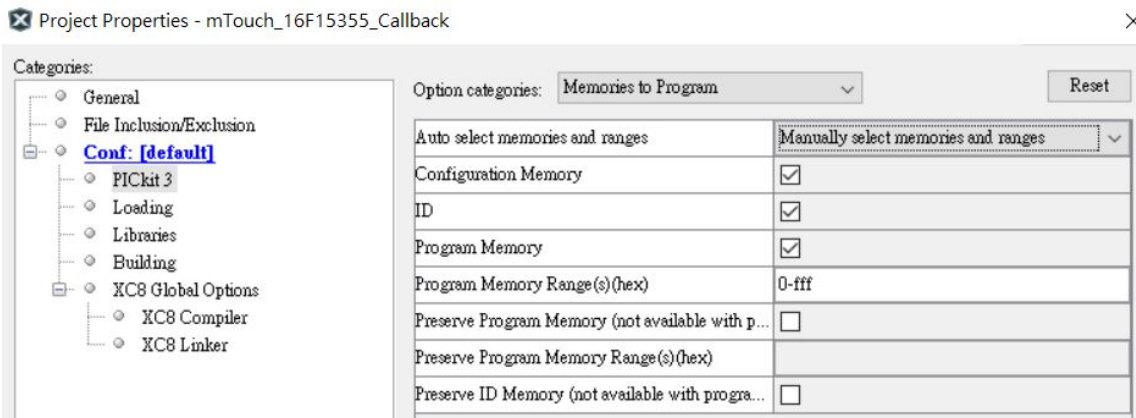 Project Properties - mTouch_16F15355_Callback
Categories:
General
File Inclusion/Exclusion
Conf: [default]
PICkit 3
Loading
Libraries
Building
XC8 Global Options
XC8 Compiler
XC8 Linker
Option categories: Memories to Program Reset
Auto select memories and ranges Manually select memories and ranges
Configuration Memory
ID
Program Memory
Program Memory Range(s)(hex) 0-fff
Preserve Program Memory (not available with p...
Preserve Program Memory Range(s)(hex)
Preserve ID Memory (not available with progra...